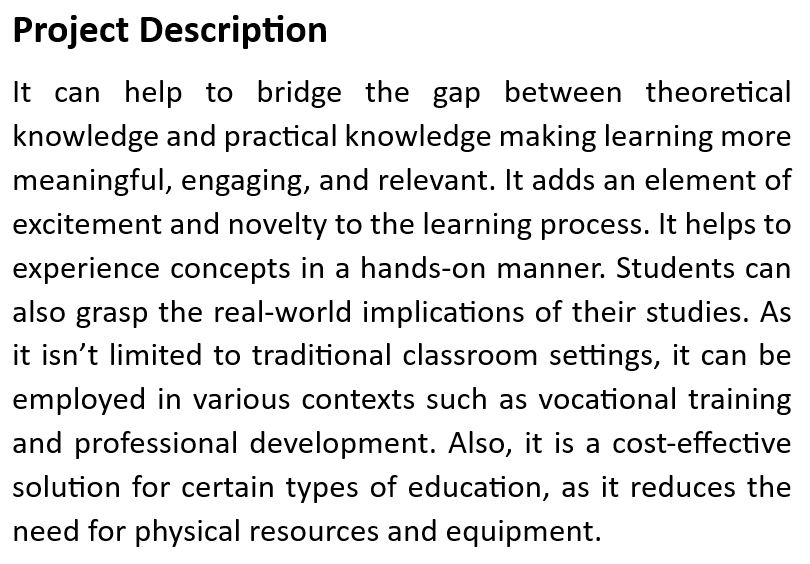 Project Description
It can help to bridge the gap between theoretical
knowledge and practical knowledge making learning more
meaningful, engaging, and relevant. It adds an element of
excitement and novelty to the learning process. It helps to
experience concepts in a hands-on manner. Students can
also grasp the real-world implications of their studies. As
it isn’t limited to traditional classroom settings, it can be
employed in various contexts such as vocational training
and professional development. Also, it is a cost-effective
solution for certain types of education, as it reduces the
need for physical resources and equipment.